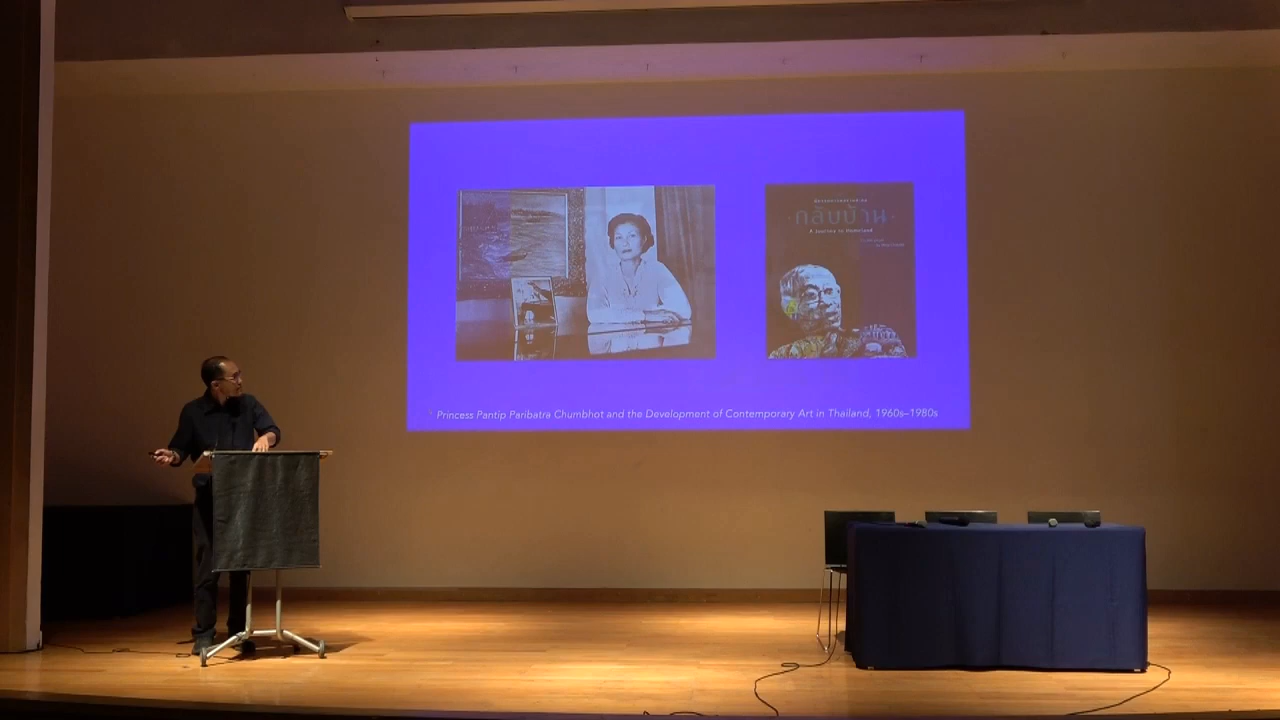 กลับบ้าน
A Journey to Homeland
Princess Pantip Paribatra Chumbhot and the Development of Contemporary Art in Thailand, 1960s–1980s